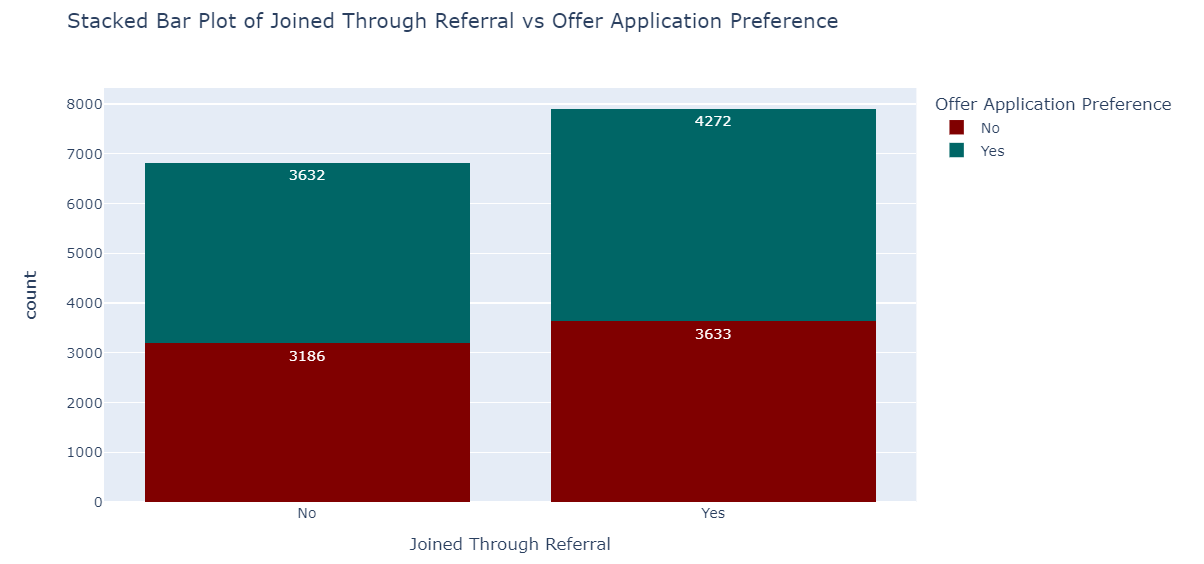 Stacked Bar Plot of Joined Through Referral vs Offer Application Preference
8000
7000
6000
5000
4000
3000
2000
1000
0
count
3632
3186
4272
3633
No
Yes
Joined Through Referral
Offer Application Preference
No
Yes